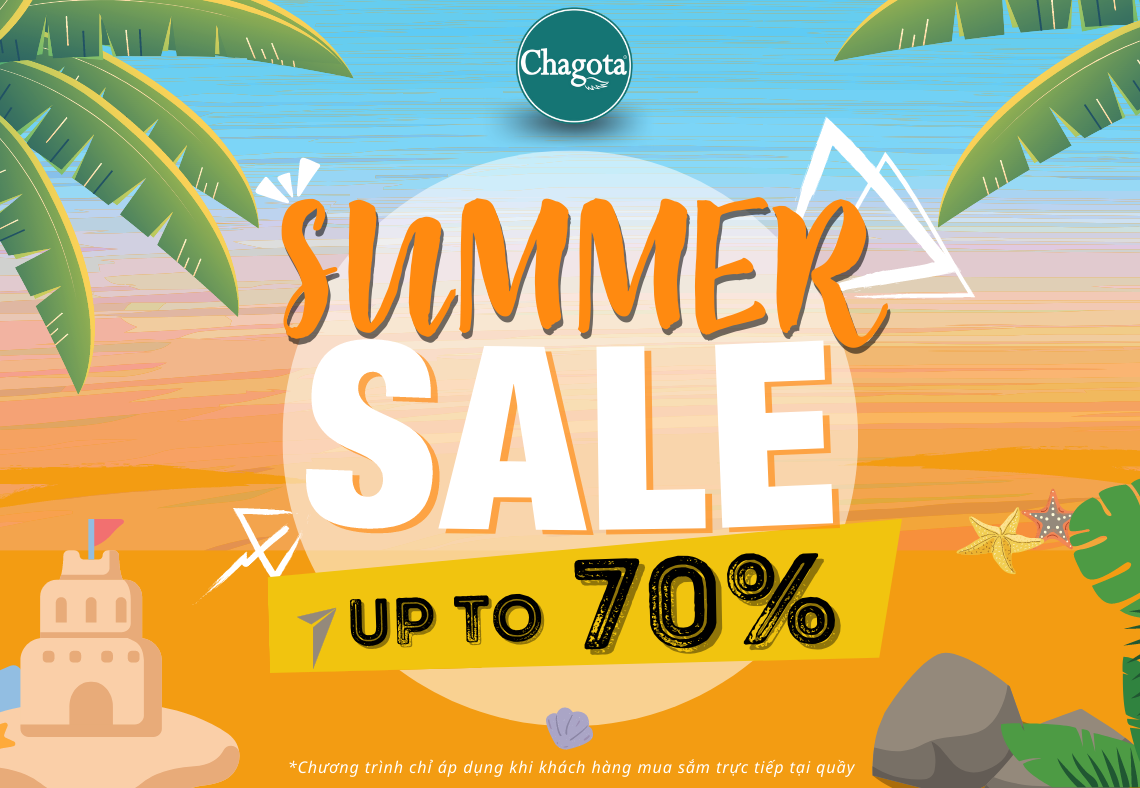 Chagota
SUMMER
SALE
UP TO 70%
*Chương trình chỉ áp dụng khi khách hàng mua sắm trực tiếp tại quầy